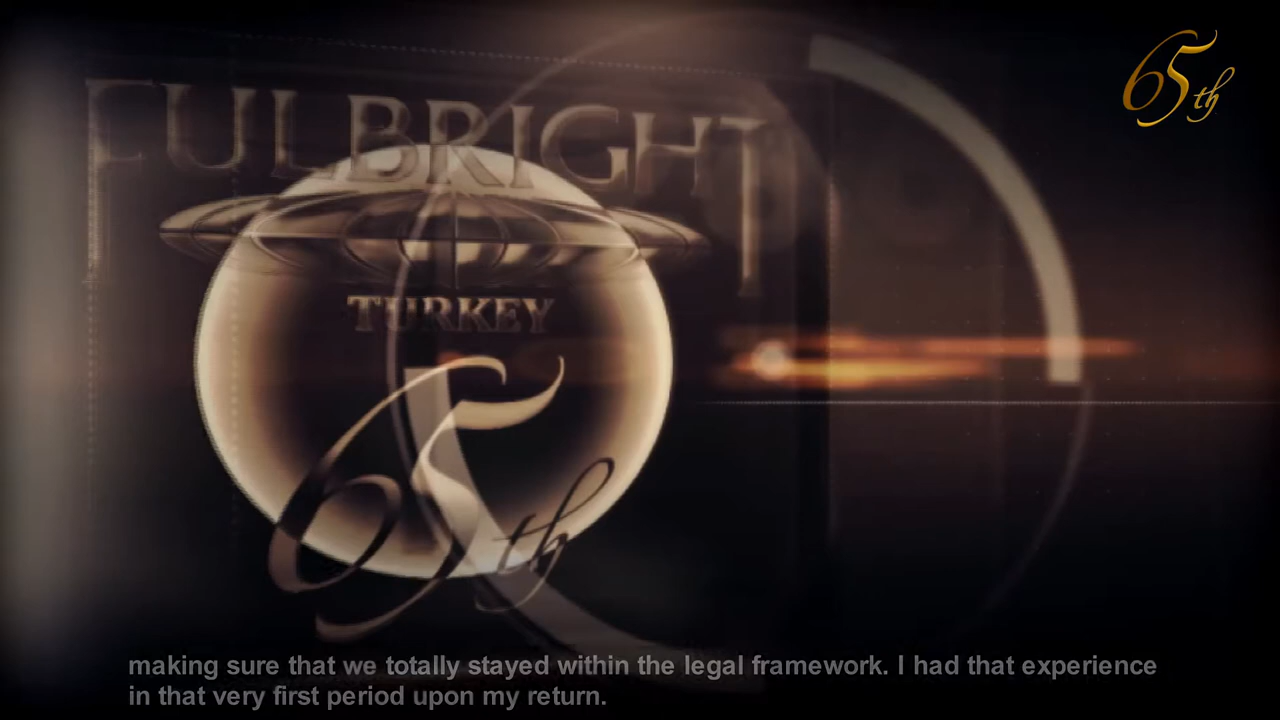 65th
FULBRIGHT
TURKEY
65th
making sure that we totally stayed within the legal framework. I had that experience
in that very first period upon my return.